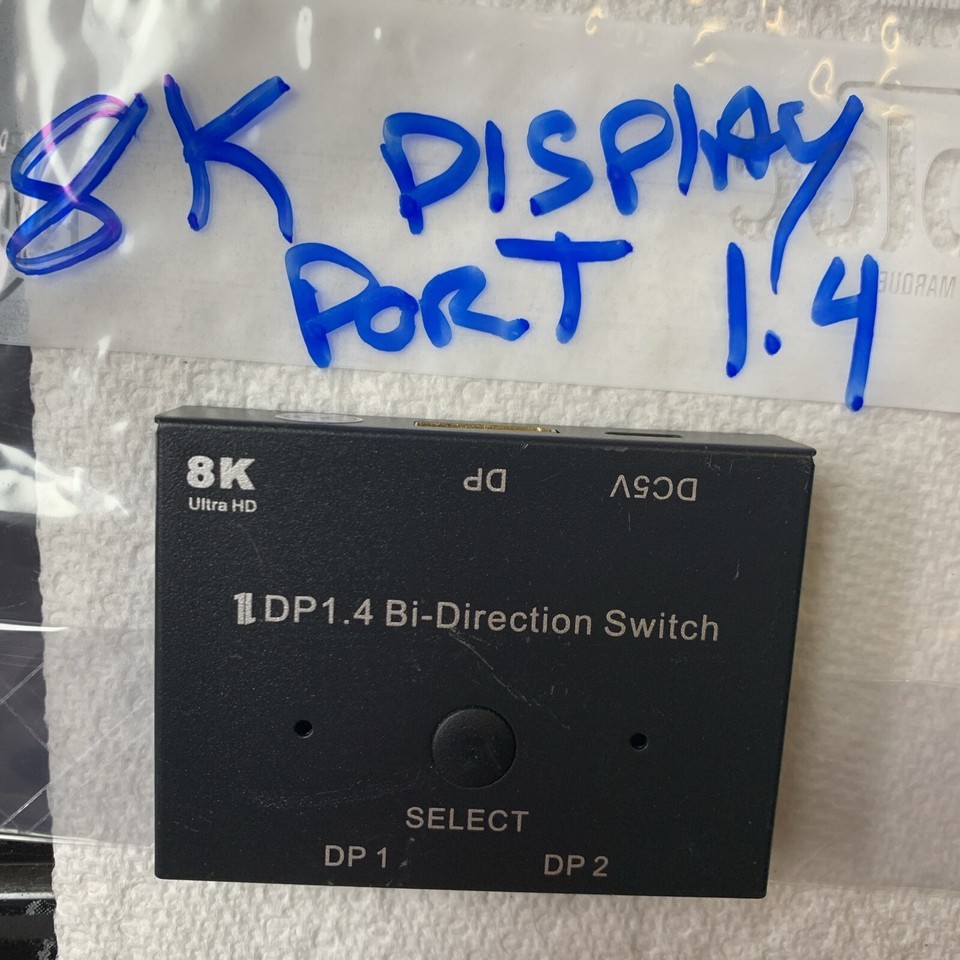 8K DISPLAY
PORT 1.4
MARQUE
8K
Ultra HD
DP
DC5V
DP1.4 Bi-Direction Switch
SELECT
DP 1
DP 2